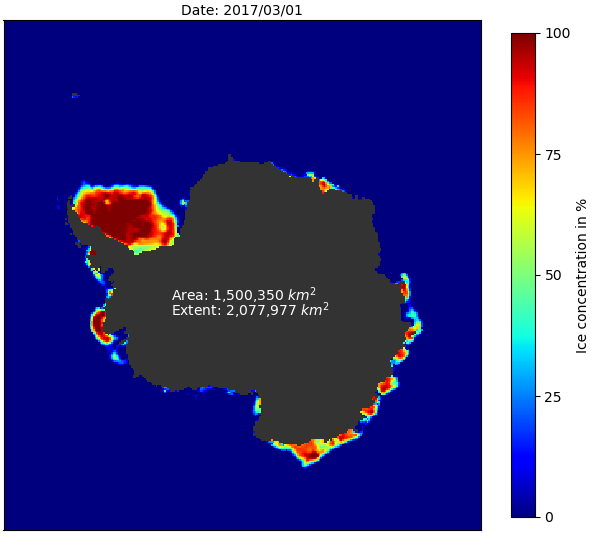 Date: 2017/03/01
100
75
50
25
0
Ice concentration in %
Area: 1,500,350 km²
Extent: 2,077,977 km²